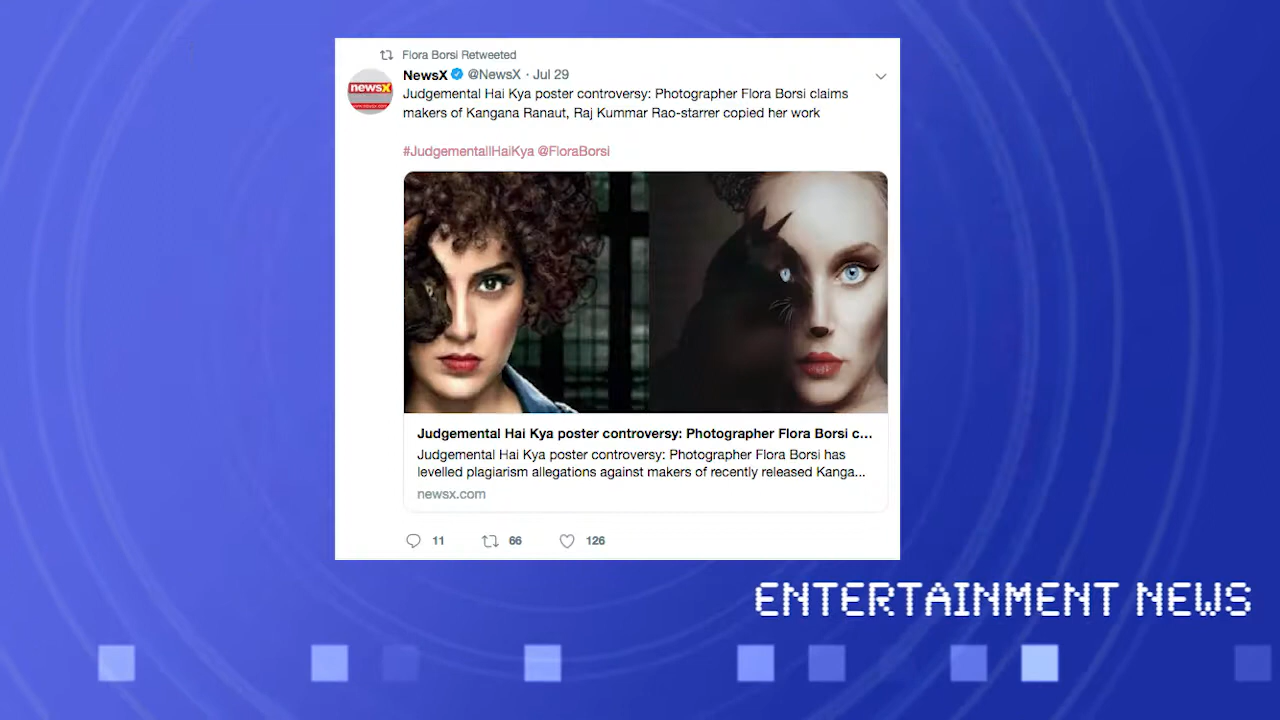 Flora Borsi Retweeted
NewsX @NewsX · Jul 29
newsX
Judgemental Hai Kya poster controversy: Photographer Flora Borsi claims
makers of Kangana Ranaut, Raj Kummar Rao-starrer copied her work
#JudgementallHaiKya @FloraBorsi
Judgemental Hai Kya poster controversy: Photographer Flora Borsi c...
Judgemental Hai Kya poster controversy: Photographer Flora Borsi has
levelled plagiarism allegations against makers of recently released Kanga...
newsx.com
11 66 126
ENTERTAINMENT NEWS